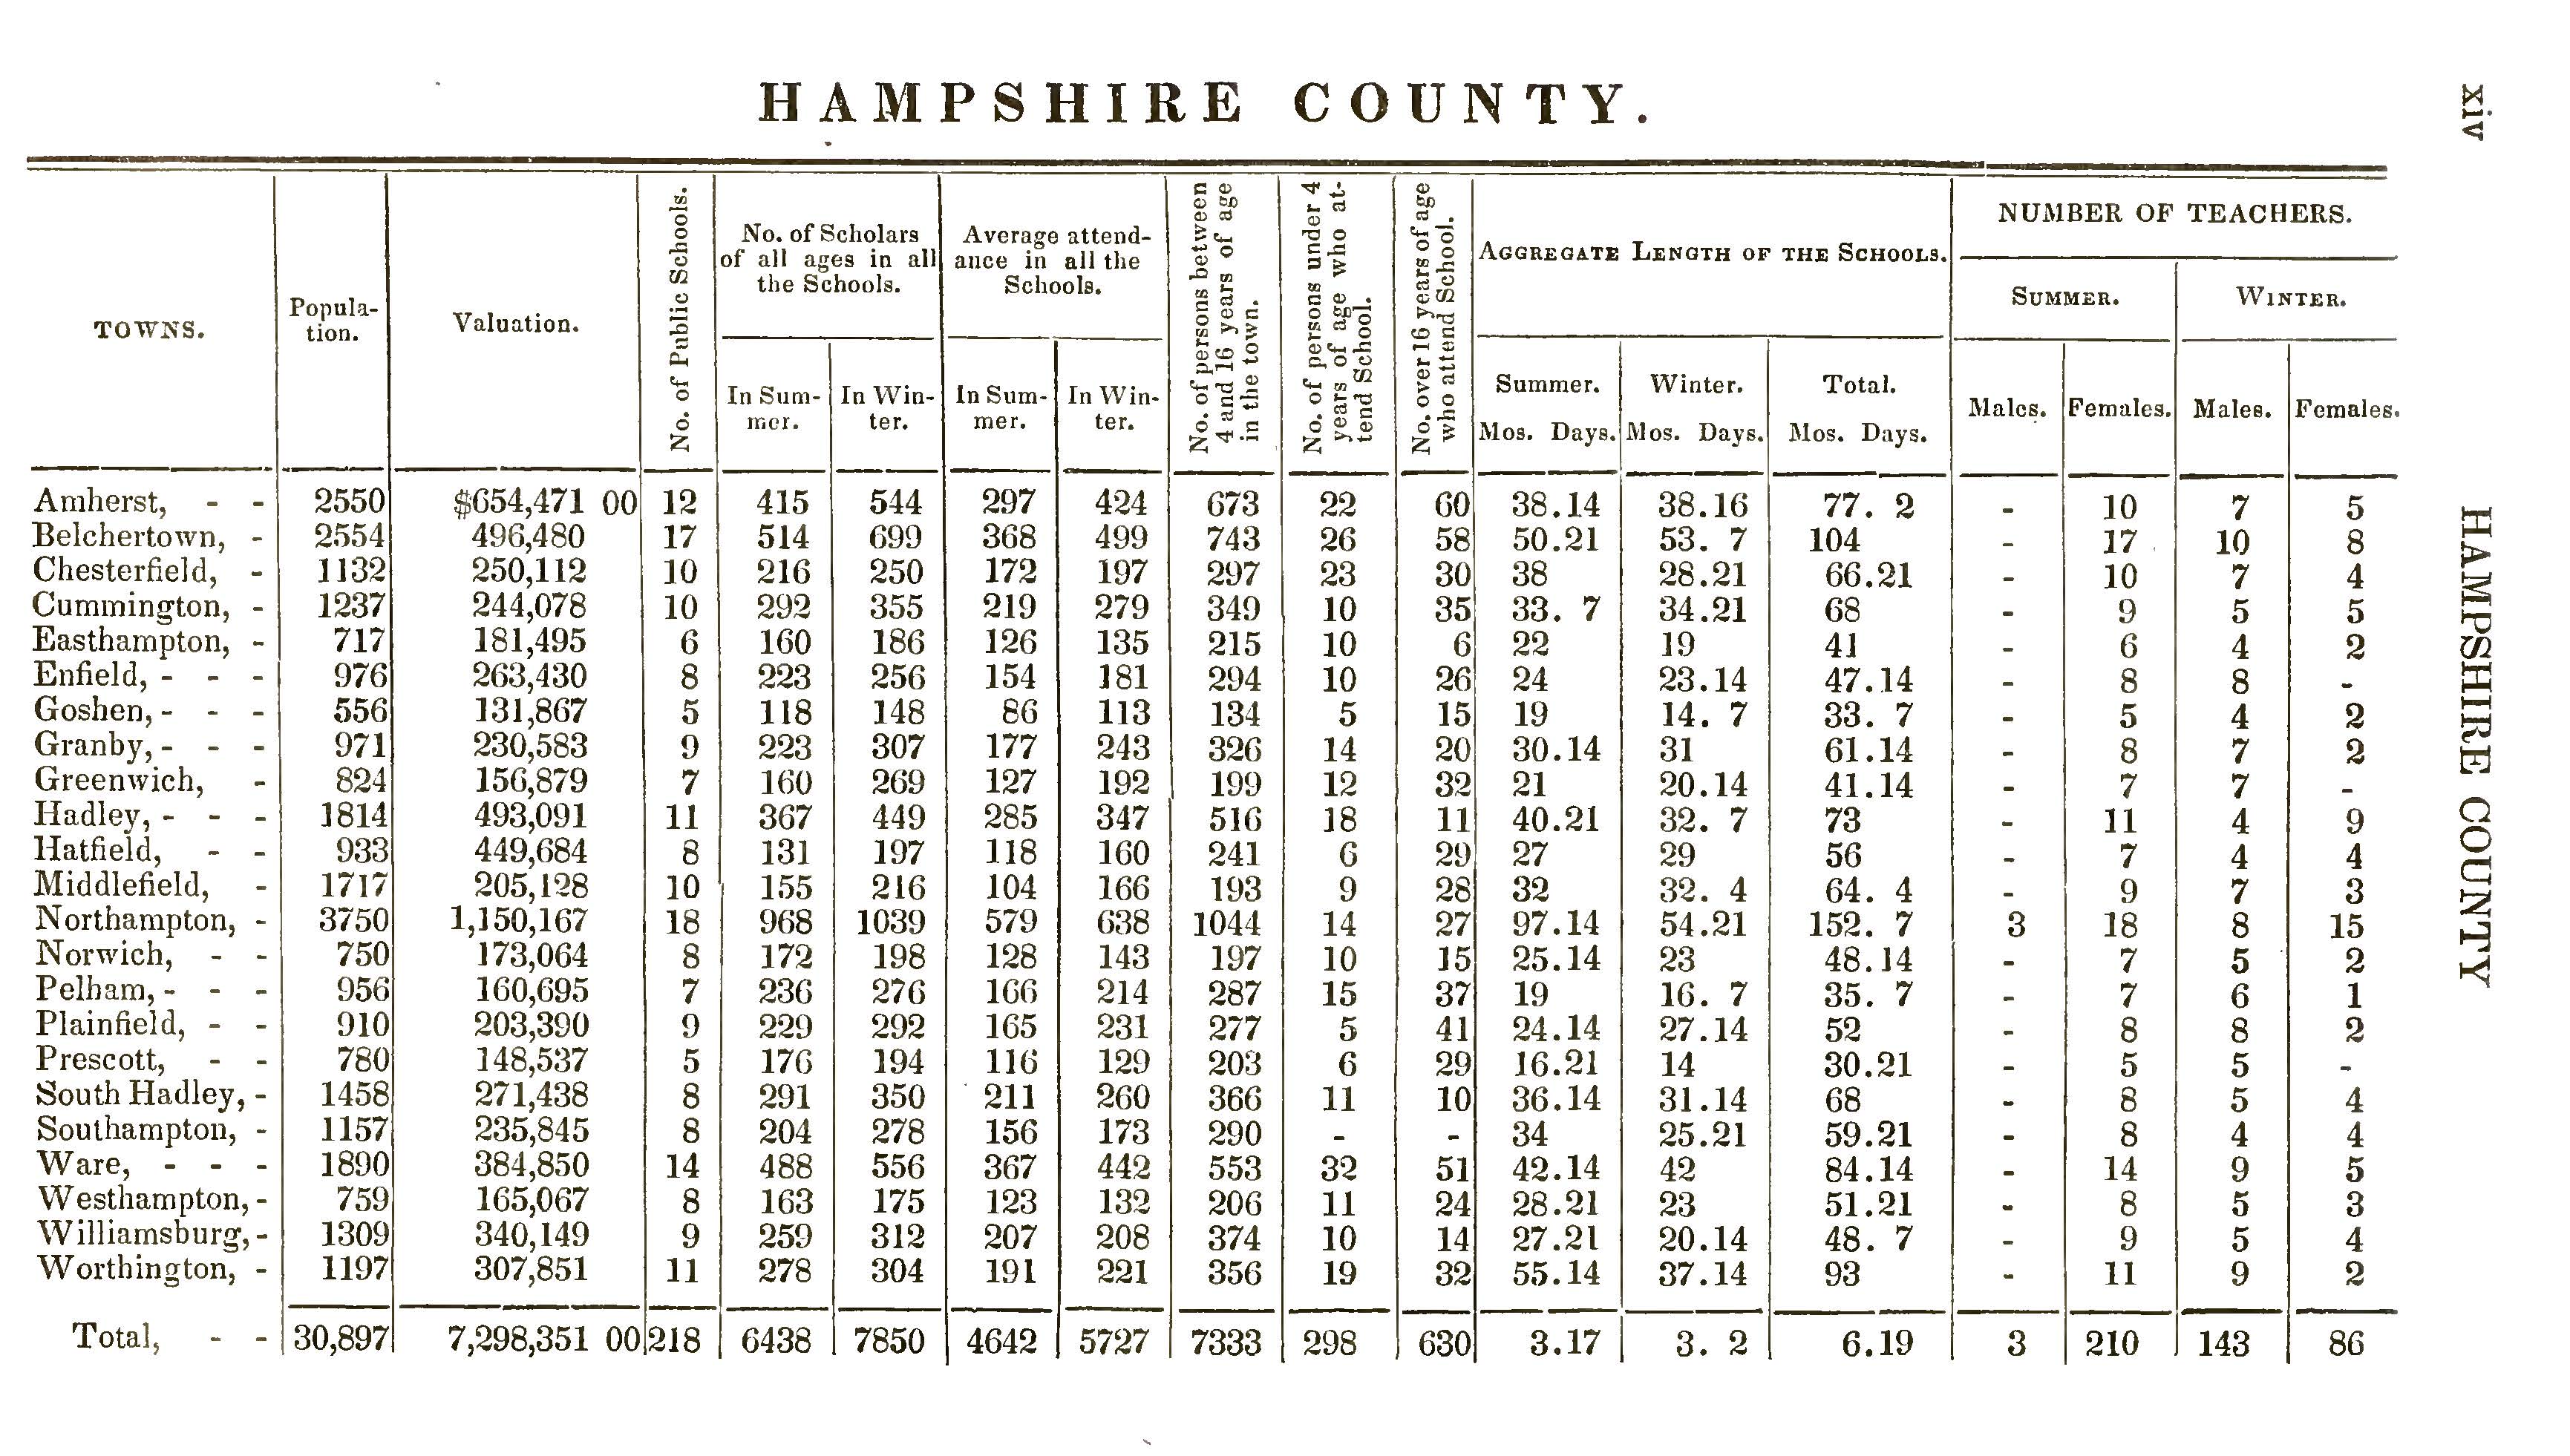 HAMPSHIRE COUNTY.
xiv
HAMPSHIRE COUNTY
TOWNS.
Popula-
tion.
Valuation.
No. of Public Schools.
No. of Scholars
of all ages in all
the Schools.
In Sum-
mer.
In Win-
ter.
Average attend-
ance in all the
Schools.
In Sum-
mer.
In Win-
ter.
No. of persons between
4 and 16 years of age
in the town.
No. of persons under 4
years of age who at-
tend School.
No. over 16 years of age
who attend School.
AGGREGATE LENGTH OF THE SCHOOLS.
Summer. Winter. Total.
Mos. Days. Mos. Days. Mos. Days.
NUMBER OF TEACHERS.
SUMMER. WINTER.
Males. Females. Males. Females.
Amherst, - - 2550 $654,471 00 12 415 544 297 424 673 22 60 38.14 38.16 77. 2 - 10 7 5
Belchertown, - 2554 496,480 17 514 699 368 499 743 26 58 50.21 53. 7 104 - 17 10 8
Chesterfield, - 1132 250,112 10 216 250 172 197 297 23 30 38 28.21 66.21 - 10 7 4
Cummington, - 1237 244,078 10 292 355 219 279 349 10 35 33. 7 34.21 68 - 9 5 5
Easthampton, - 717 181,495 6 160 186 126 135 215 10 6 22 19 41 - 6 4 2
Enfield, - - - 976 263,430 8 223 256 154 181 294 10 26 24 23.14 47.14 - 8 8 -
Goshen, - - - 556 131,867 5 118 148 86 113 134 5 15 19 14. 7 33. 7 - 5 4 2
Granby, - - - 971 230,583 9 223 307 177 243 326 14 20 30.14 31 61.14 - 8 7 2
Greenwich, - 824 156,879 7 160 269 127 192 199 12 32 21 20.14 41.14 - 7 7 -
Hadley, - - - 1814 493,091 11 367 449 285 347 516 18 11 40.21 32. 7 73 - 11 4 9
Hatfield, - - 933 449,684 8 131 197 118 160 241 6 29 27 29 56 - 7 4 4
Middlefield, - 1717 205,128 10 155 216 104 166 193 9 28 32 32. 4 64. 4 - 9 7 3
Northampton, - 3750 1,150,167 18 968 1039 579 638 1044 14 27 97.14 54.21 152. 7 3 18 8 15
Norwich, - - 750 173,064 8 172 198 128 143 197 10 15 25.14 23 48.14 - 7 5 2
Pelham, - - - 956 160,695 7 236 276 166 214 287 15 37 19 16. 7 35. 7 - 7 6 1
Plainfield, - - 910 203,390 9 229 292 165 231 277 5 41 24.14 27.14 52 - 8 8 2
Prescott, - - 780 148,537 5 176 194 116 129 203 6 29 16.21 14 30.21 - 5 5 -
South Hadley, - 1458 271,438 8 291 350 211 260 366 11 10 36.14 31.14 68 - 8 5 4
Southampton, - 1157 235,845 8 204 278 156 173 290 - - 34 25.21 59.21 - 8 4 4
Ware, - - - 1890 384,850 14 488 556 367 442 553 32 51 42.14 42 84.14 - 14 9 5
Westhampton, - 759 165,067 8 163 175 123 132 206 11 24 28.21 23 51.21 - 8 5 3
Williamsburg, - 1309 340,149 9 259 312 207 208 374 10 14 27.21 20.14 48. 7 - 9 5 4
Worthington, - 1197 307,851 11 278 304 191 221 356 19 32 55.14 37.14 93 - 11 9 2
Total, - - 30,897 7,298,351 00 218 6438 7850 4642 5727 7333 298 630 3.17 3. 2 6.19 3 210 143 86